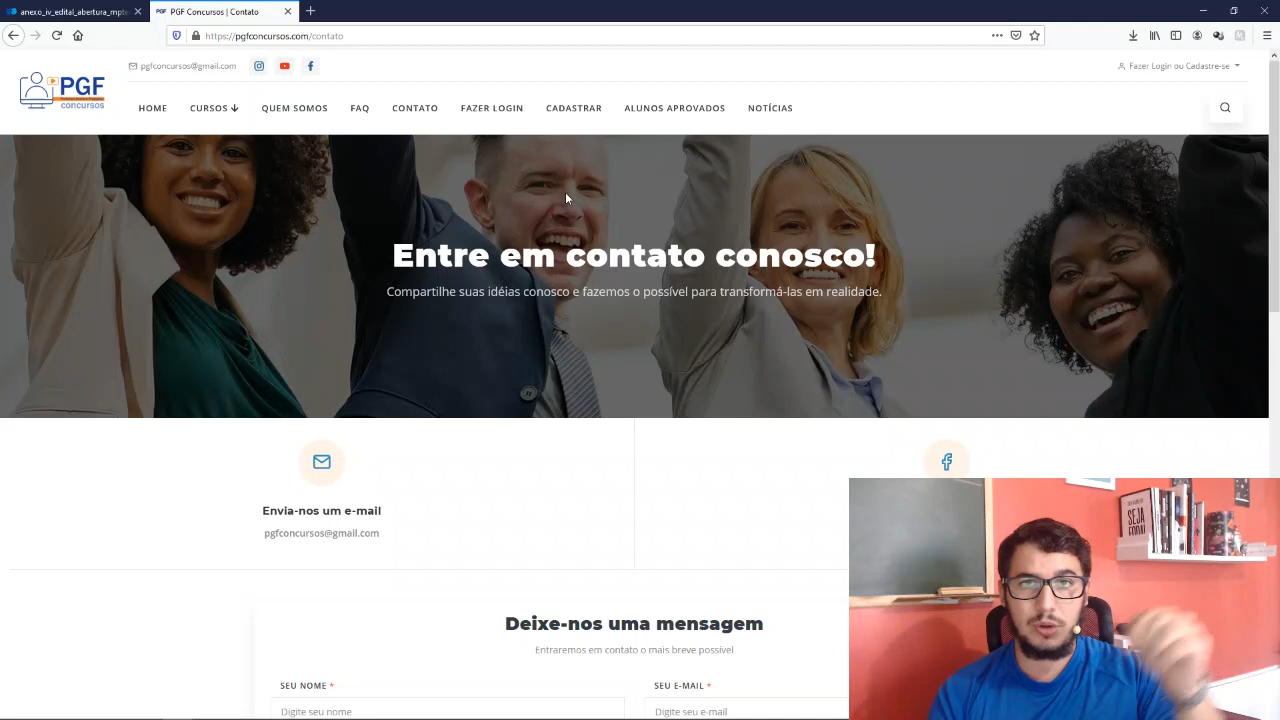 anexo_iv_edital_abertura_mpte
PGF Concursos | Contato
https://pgfconcursos.com/contato
pgfconcursos@gmail.com
Fazer Login ou Cadastre-se
PGF
concursos
HOME
CURSOS
QUEM SOMOS
FAQ
CONTATO
FAZER LOGIN
CADASTRAR
ALUNOS APROVADOS
NOTÍCIAS
Entre em contato conosco!
Compartilhe suas idéias conosco e fazemos o possível para transformá-las em realidade.
Envia-nos um e-mail
pgfconcursos@gmail.com
Deixe-nos uma mensagem
Entraremos em contato o mais breve possível
SEU NOME *
SEU E-MAIL *
Digite seu nome
Digite seu e-mail
SEJA
FODA!